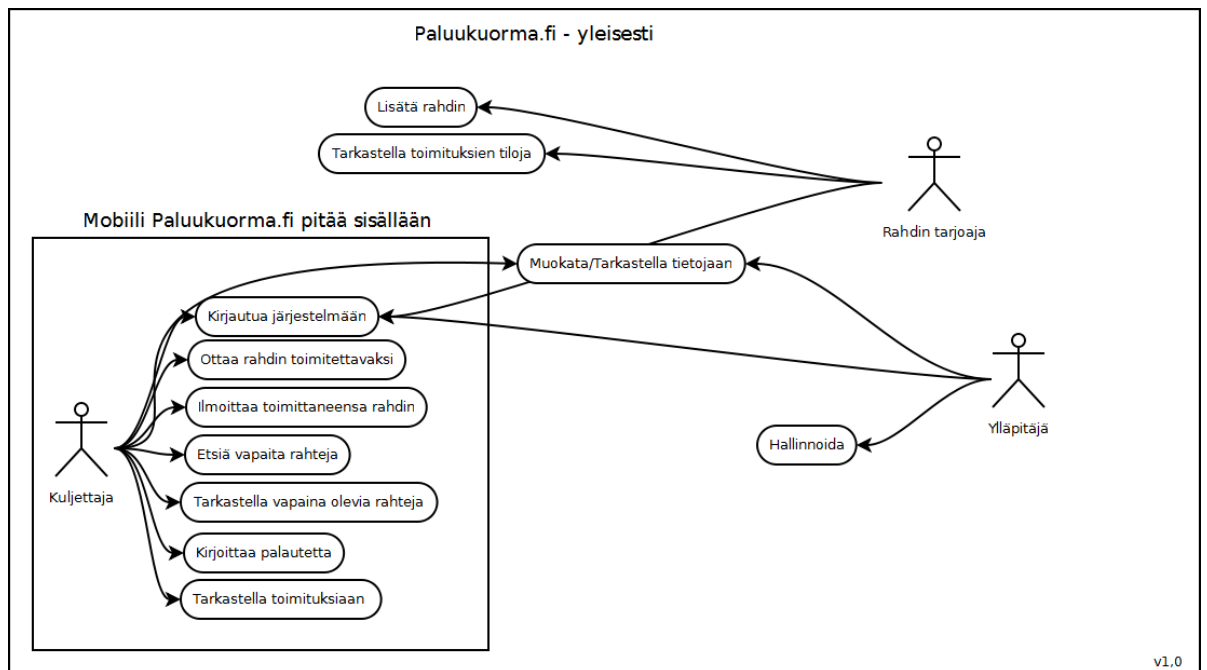 Paluukuorma.fi - yleisesti
Lisätä rahdin
Tarkastella toimituksien tiloja
Rahdin tarjoaja
Mobiili Paluukuorma.fi pitää sisällään
Muokata/Tarkastella tietojaan
Kirjautua järjestelmään
Ottaa rahdin toimitettavaksi
Ilmoittaa toimittaneensa rahdin
Ylläpitäjä
Hallinnoida
Etsiä vapaita rahteja
Kuljettaja
Tarkastella vapaina olevia rahteja
Kirjoittaa palautetta
Tarkastella toimituksiaan
v1,0